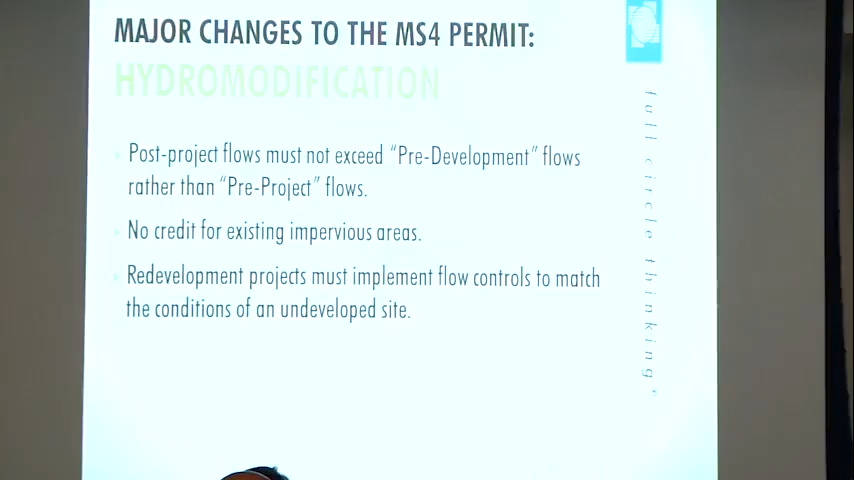 MAJOR CHANGES TO THE MS4 PERMIT:
HYDROMODIFICATION
Post-project flows must not exceed “Pre-Development” flows
rather than “Pre-Project” flows.
No credit for existing impervious areas.
Redevelopment projects must implement flow controls to match
the conditions of an undeveloped site.
full circle thinking®